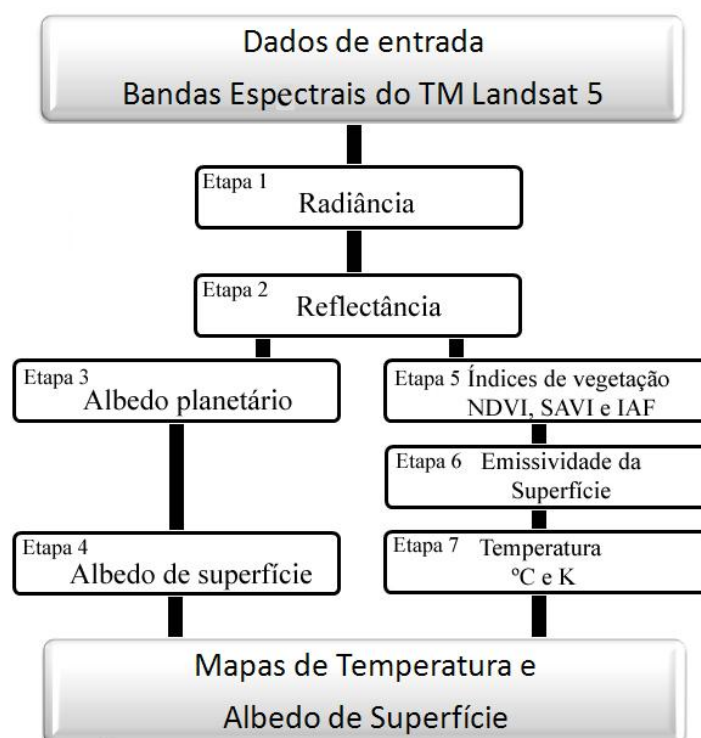 Dados de entrada
Bandas Espectrais do TM Landsat 5
Etapa 1
Radiância
Etapa 2
Reflectância
Etapa 3
Albedo planetário
Etapa 4
Albedo de superfície
Etapa 5 Índices de vegetação
NDVI, SAVI e IAF
Etapa 6 Emissividade da
Superfície
Etapa 7 Temperatura
ºC e K
Mapas de Temperatura e
Albedo de Superfície